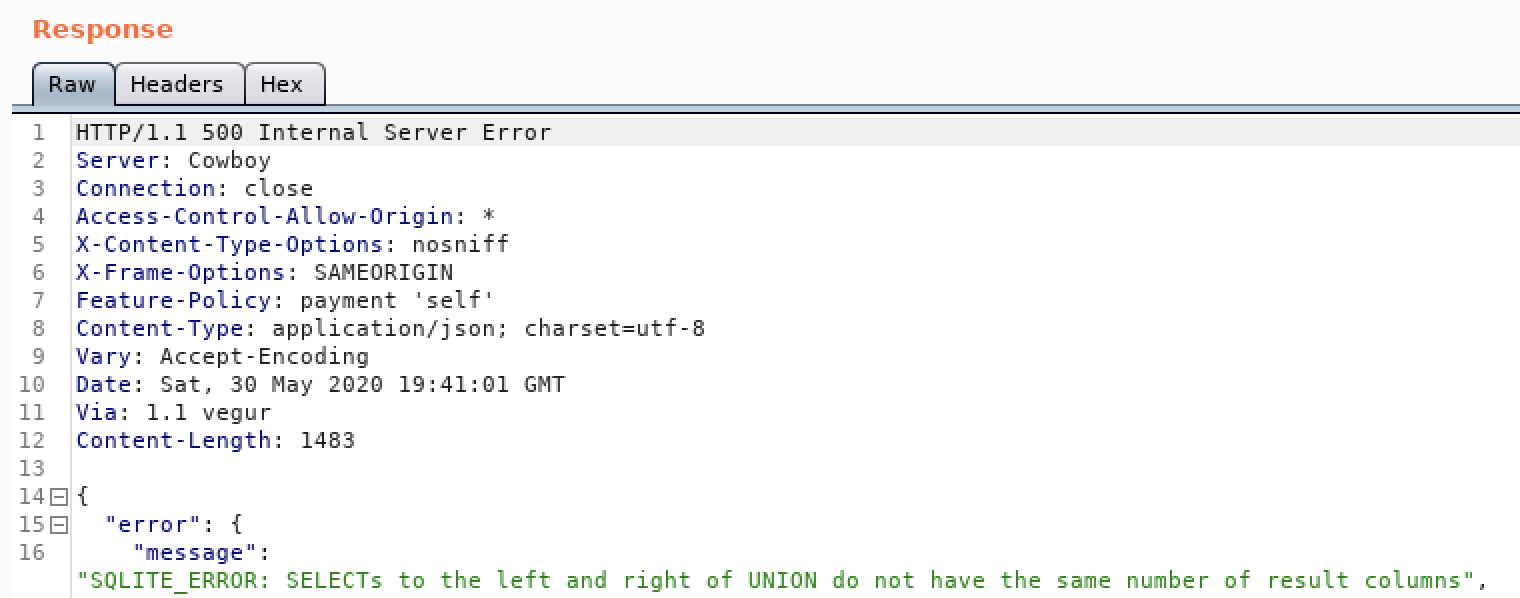 Response
Raw Headers Hex
1 HTTP/1.1 500 Internal Server Error
2 Server: Cowboy
3 Connection: close
4 Access-Control-Allow-Origin: *
5 X-Content-Type-Options: nosniff
6 X-Frame-Options: SAMEORIGIN
7 Feature-Policy: payment 'self'
8 Content-Type: application/json; charset=utf-8
9 Vary: Accept-Encoding
10 Date: Sat, 30 May 2020 19:41:01 GMT
11 Via: 1.1 vegur
12 Content-Length: 1483
13
14 {
15 "error": {
16 "message":
"SQLITE_ERROR: SELECTs to the left and right of UNION do not have the same number of result columns",